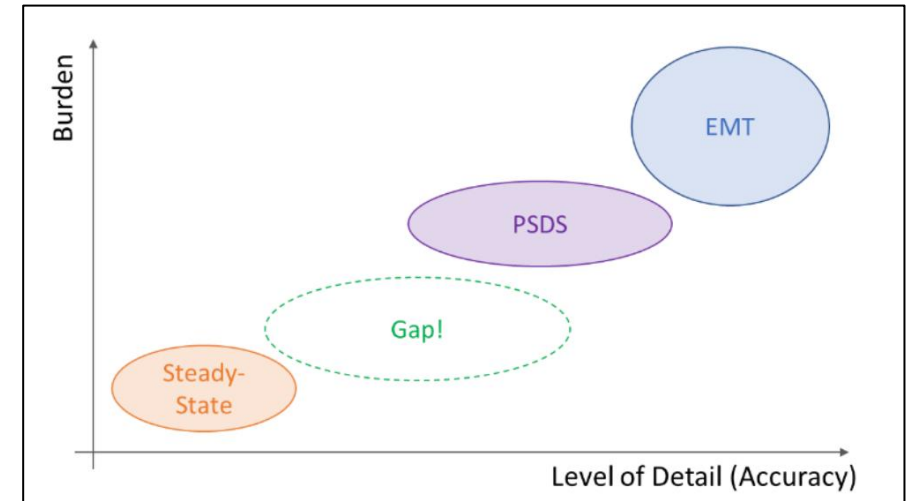 Burden
EMT
PSDS
Gap!
Steady-
State
Level of Detail (Accuracy)